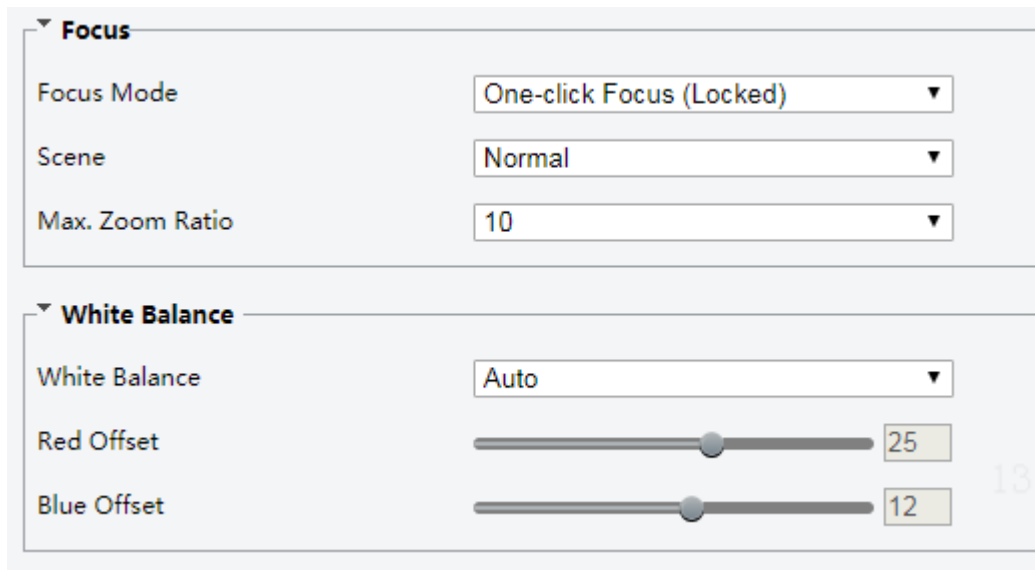 Focus
Focus Mode One-click Focus (Locked)
Scene Normal
Max. Zoom Ratio 10
White Balance
White Balance Auto
Red Offset 25
Blue Offset 12
13